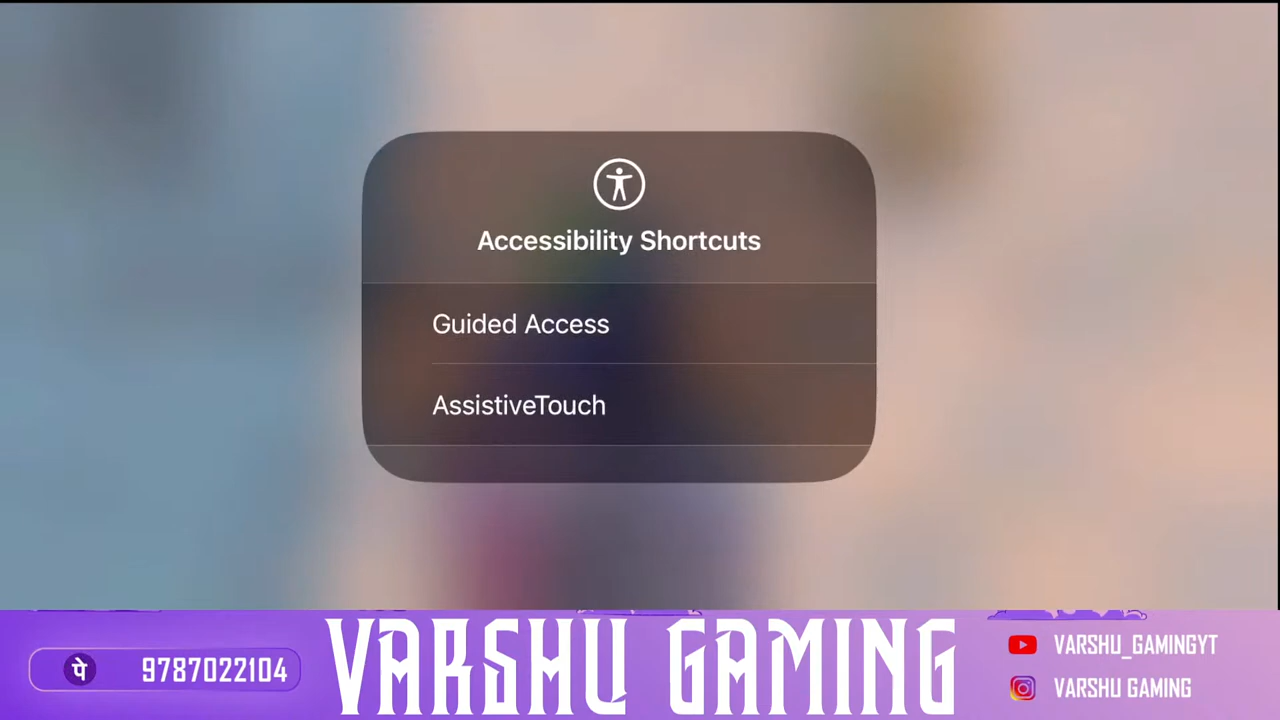 Accessibility Shortcuts
Guided Access
AssistiveTouch
पे 9787022104
VARSHU GAMING
VARSHU_GAMINGYT
VARSHU GAMING